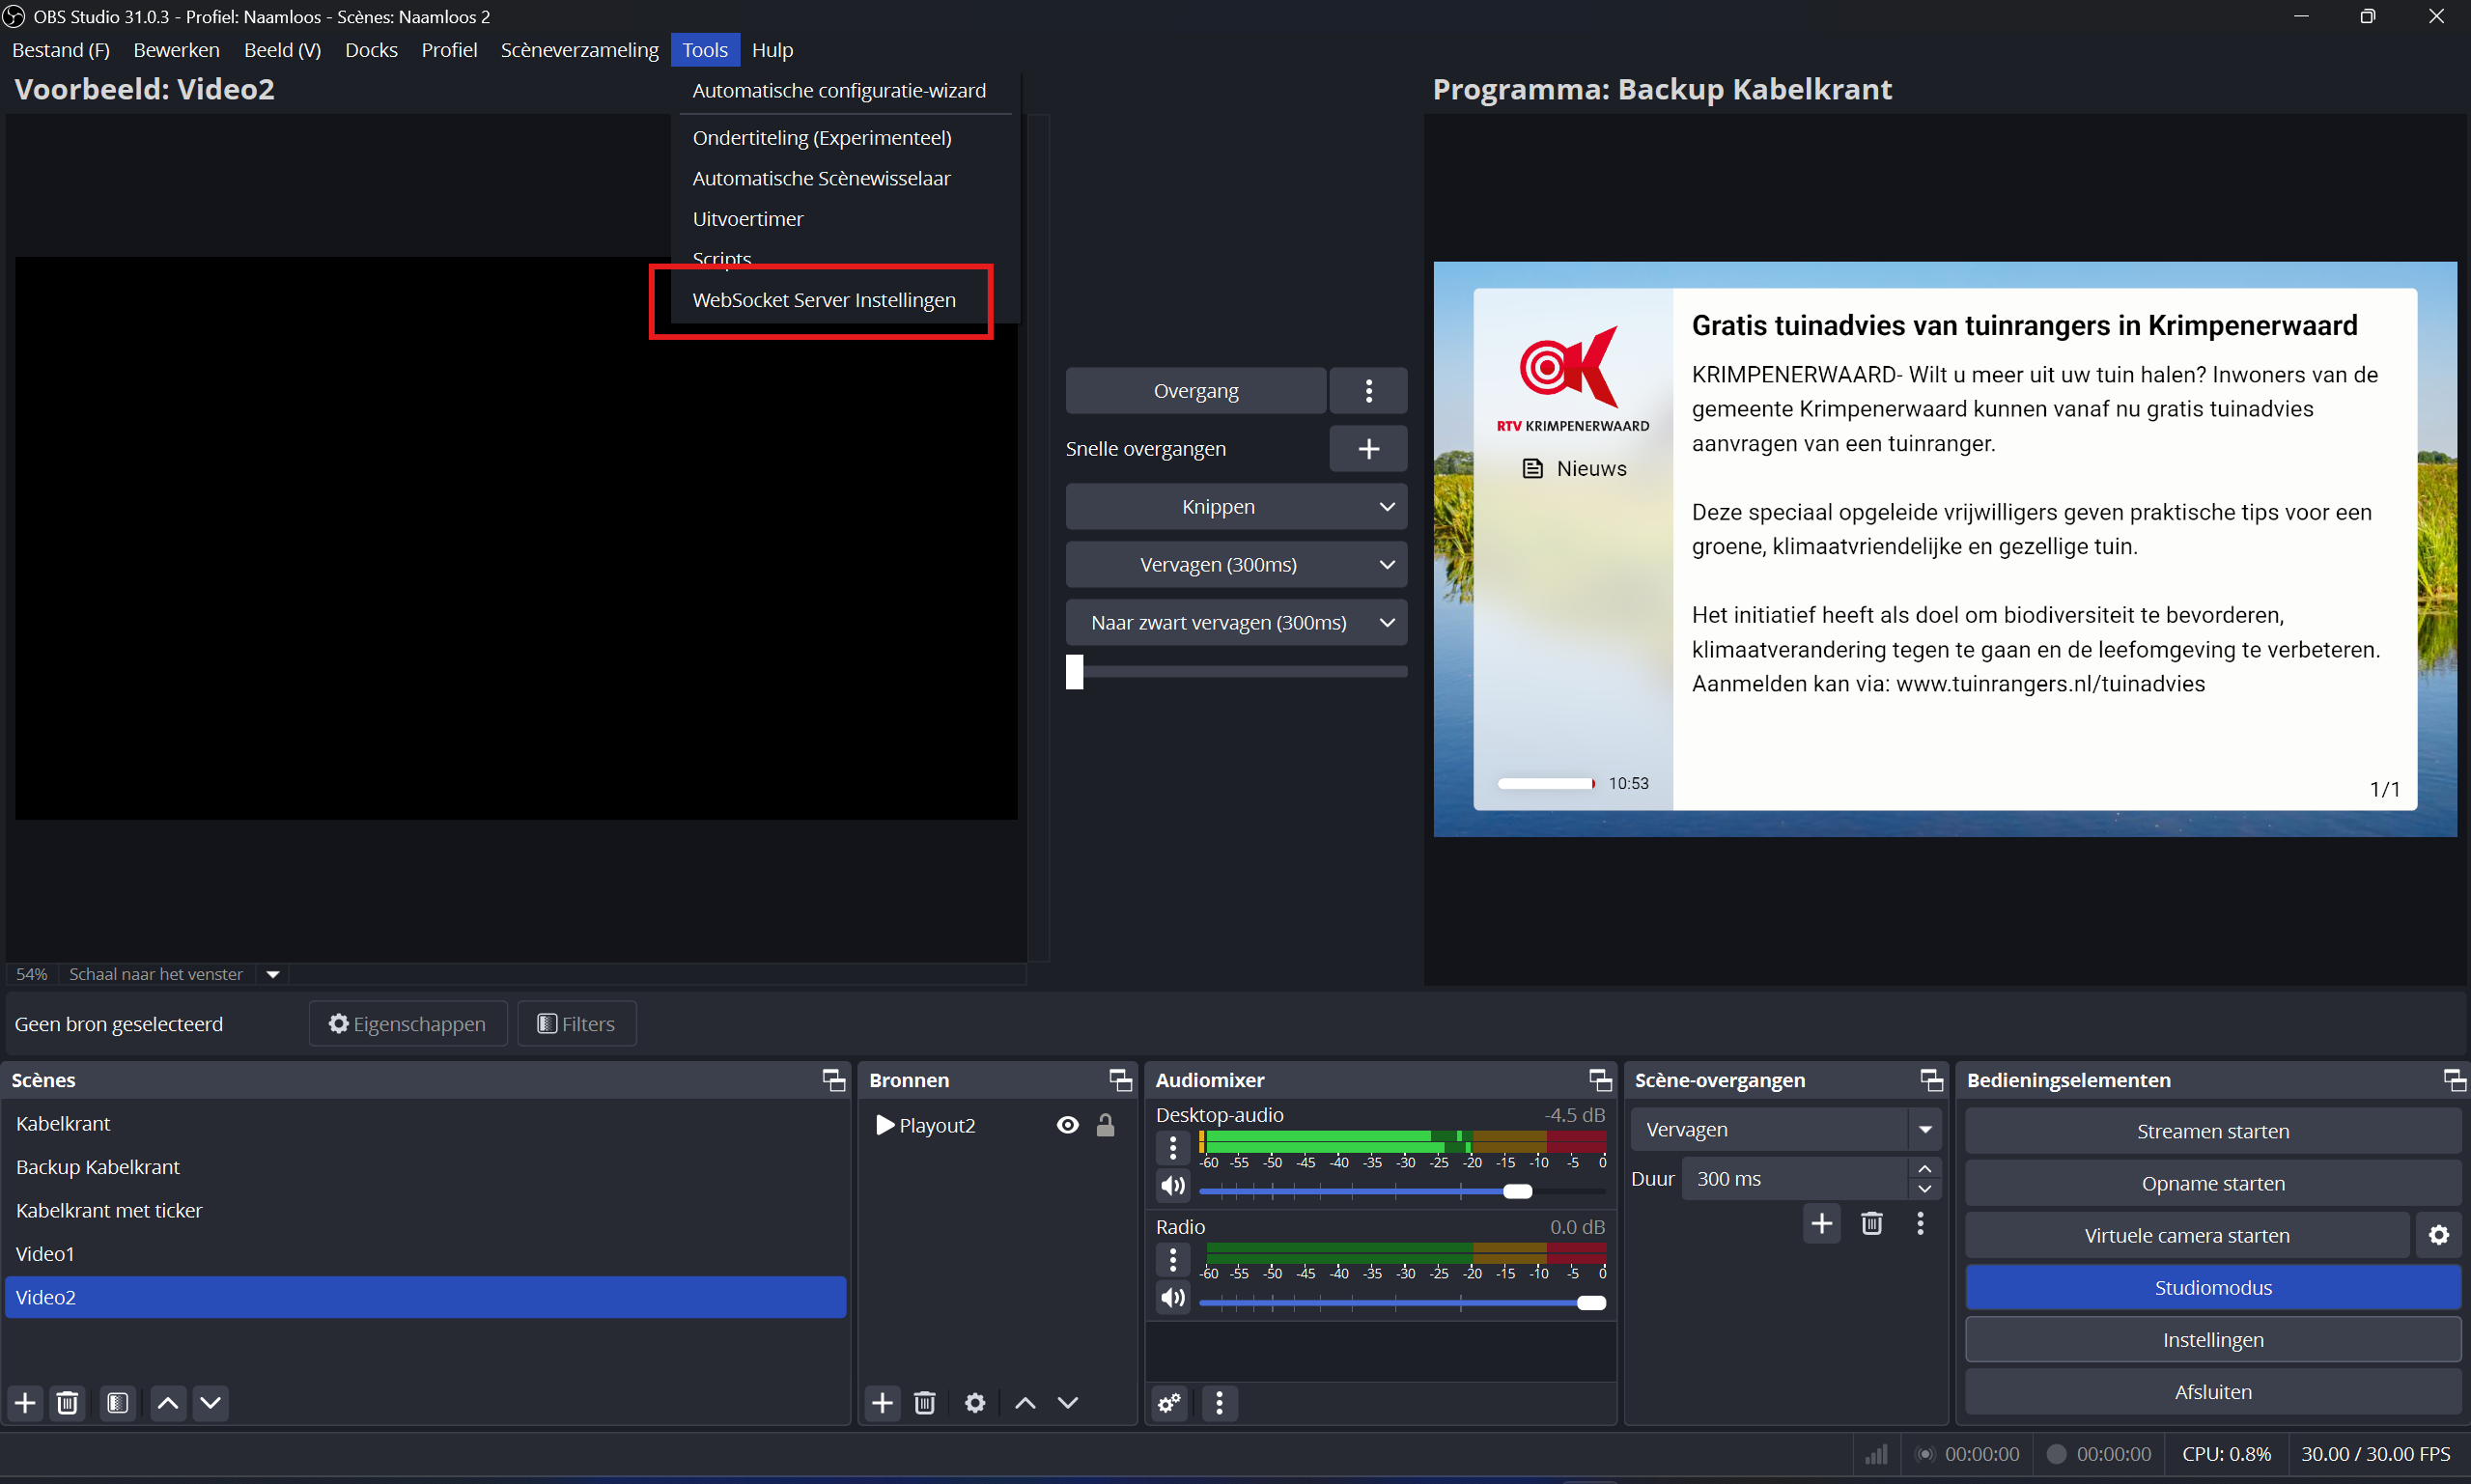 OBS Studio 31.0.3 - Profiel: Naamloos - Scènes: Naamloos 2
Bestand (F) Bewerken Beeld (V) Docks Profiel Scèneverzameling Tools Hulp
Voorbeeld: Video2
Automatische configuratie-wizard
Ondertiteling (Experimenteel)
Automatische Scènewisselaar
Uitvoertimer
Scripts
WebSocket Server Instellingen
Overgang
Snelle overgangen
Knippen
Vervagen (300ms)
Naar zwart vervagen (300ms)
Programma: Backup Kabelkrant
RTV KRIMPENERWAARD
Nieuws
10:53
Gratis tuinadvies van tuinrangers in Krimpenerwaard
KRIMPENERWAARD- Wilt u meer uit uw tuin halen? Inwoners van de
gemeente Krimpenerwaard kunnen vanaf nu gratis tuinadvies
aanvragen van een tuinranger.
Deze speciaal opgeleide vrijwilligers geven praktische tips voor een
groene, klimaatvriendelijke en gezellige tuin.
Het initiatief heeft als doel om biodiversiteit te bevorderen,
klimaatverandering tegen te gaan en de leefomgeving te verbeteren.
Aanmelden kan via: www.tuinrangers.nl/tuinadvies
1/1
54% Schaal naar het venster
Geen bron geselecteerd Eigenschappen Filters
Scènes
Kabelkrant
Backup Kabelkrant
Kabelkrant met ticker
Video1
Video2
Bronnen
Playout2
Audiomixer
Desktop-audio -4.5 dB
-60 -55 -50 -45 -40 -35 -30 -25 -20 -15 -10 -5 0
Radio 0.0 dB
-60 -55 -50 -45 -40 -35 -30 -25 -20 -15 -10 -5 0
Scène-overgangen
Vervagen
Duur 300 ms
Bedieningselementen
Streamen starten
Opname starten
Virtuele camera starten
Studiomodus
Instellingen
Afsluiten
00:00:00 00:00:00 CPU: 0.8% 30.00 / 30.00 FPS